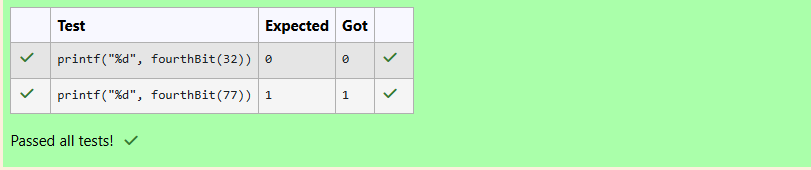 Test Expected Got
printf("%d", fourthBit(32)) 0 0
printf("%d", fourthBit(77)) 1 1
Passed all tests!